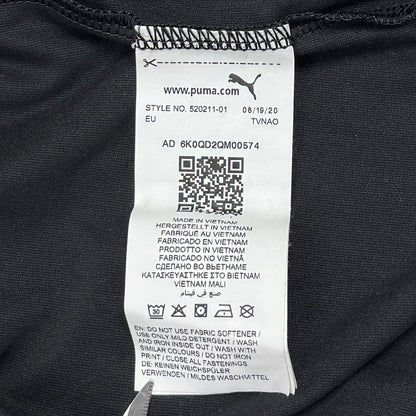 www.puma.com
STYLE NO. 520211-01 08/19/20
EU TVNAO
AD 6K0QD2QM00574
MADE IN VIETNAM
HERGESTELLT IN VIETNAM
FABRIQUÉ AU VIETNAM
FABRICADO EN VIETNAM
PRODOTTO IN VIETNAM
FABRICADO NO VIETNÃ
СДЕЛАНО ВО ВЬЕТНАМЕ
ΚΑΤΑΣΚΕΥΑΣΤΗΚΕ ΣΤΟ ΒΙΕΤΝΑΜ
VİETNAM MALI
صنع في فيتنام
30
EN: DO NOT USE FABRIC SOFTENER /
USE ONLY MILD DETERGENT / WASH
AND IRON INSIDE OUT / WASH WITH
SIMILAR COLOURS / DO NOT IRON
PRINT / CLOSE ALL FASTENINGS
DE: KEINEN WEICHSPÜLER
VERWENDEN / MILDES WASCHMITTEL